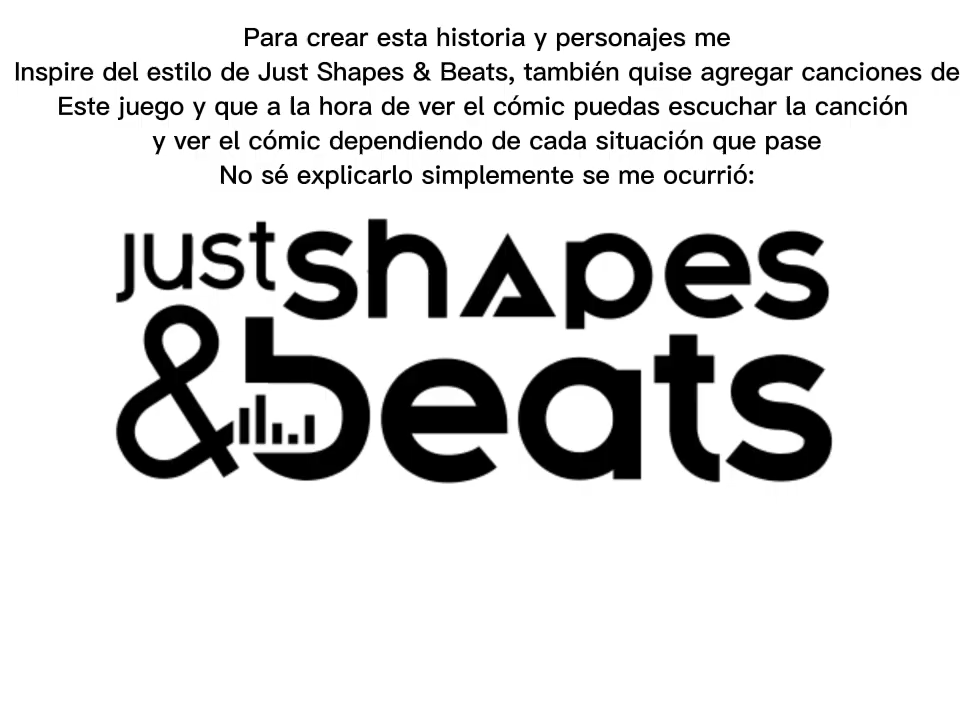 Para crear esta historia y personajes me
Inspire del estilo de Just Shapes & Beats, también quise agregar canciones de
Este juego y que a la hora de ver el cómic puedas escuchar la canción
y ver el cómic dependiendo de cada situación que pase
No sé explicarlo simplemente se me ocurrió:
just shapes
& beats